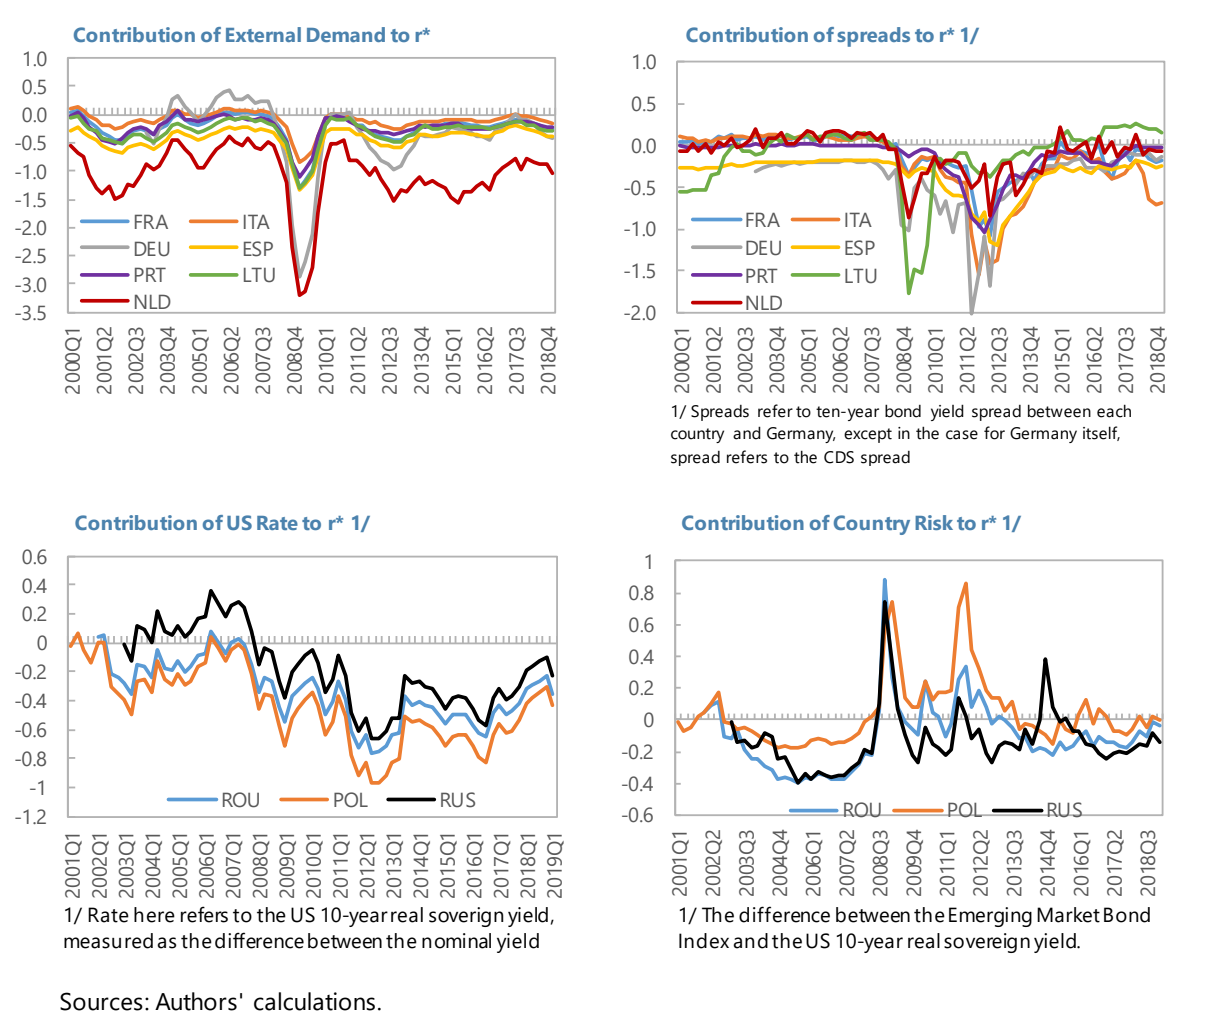 Contribution of External Demand to r*
1.0
0.5
0.0
-0.5
-1.0
-1.5
-2.0
-2.5
-3.0
-3.5
FRA
ITA
DEU
ESP
PRT
LTU
NLD
2000Q1
2001Q2
2002Q3
2003Q4
2005Q1
2006Q2
2007Q3
2008Q4
2010Q1
2011Q2
2012Q3
2013Q4
2015Q1
2016Q2
2017Q3
2018Q4
Contribution of spreads to r* 1/
1.0
0.5
0.0
-0.5
-1.0
-1.5
-2.0
FRA
ITA
DEU
ESP
PRT
LTU
NLD
2000Q1
2001Q2
2002Q3
2003Q4
2005Q1
2006Q2
2007Q3
2008Q4
2010Q1
2011Q2
2012Q3
2013Q4
2015Q1
2016Q2
2017Q3
2018Q4
1/ Spreads refer to ten-year bond yield spread between each
country and Germany, except in the case for Germany itself,
spread refers to the CDS spread
Contribution of US Rate to r* 1/
0.6
0.4
0.2
0
-0.2
-0.4
-0.6
-0.8
-1
-1.2
ROU
POL
RUS
2001Q1
2002Q1
2003Q1
2004Q1
2005Q1
2006Q1
2007Q1
2008Q1
2009Q1
2010Q1
2011Q1
2012Q1
2013Q1
2014Q1
2015Q1
2016Q1
2017Q1
2018Q1
2019Q1
1/ Rate here refers to the US 10-year real soverign yield,
measured as the difference between the nominal yield
Contribution of Country Risk to r* 1/
1
0.8
0.6
0.4
0.2
0
-0.2
-0.4
-0.6
ROU
POL
RUS
2001Q1
2002Q2
2003Q3
2004Q4
2006Q1
2007Q2
2008Q3
2009Q4
2011Q1
2012Q2
2013Q3
2014Q4
2016Q1
2017Q2
2018Q3
1/ The difference between the Emerging Market Bond
Index and the US 10-year real sovereign yield.
Sources: Authors' calculations.